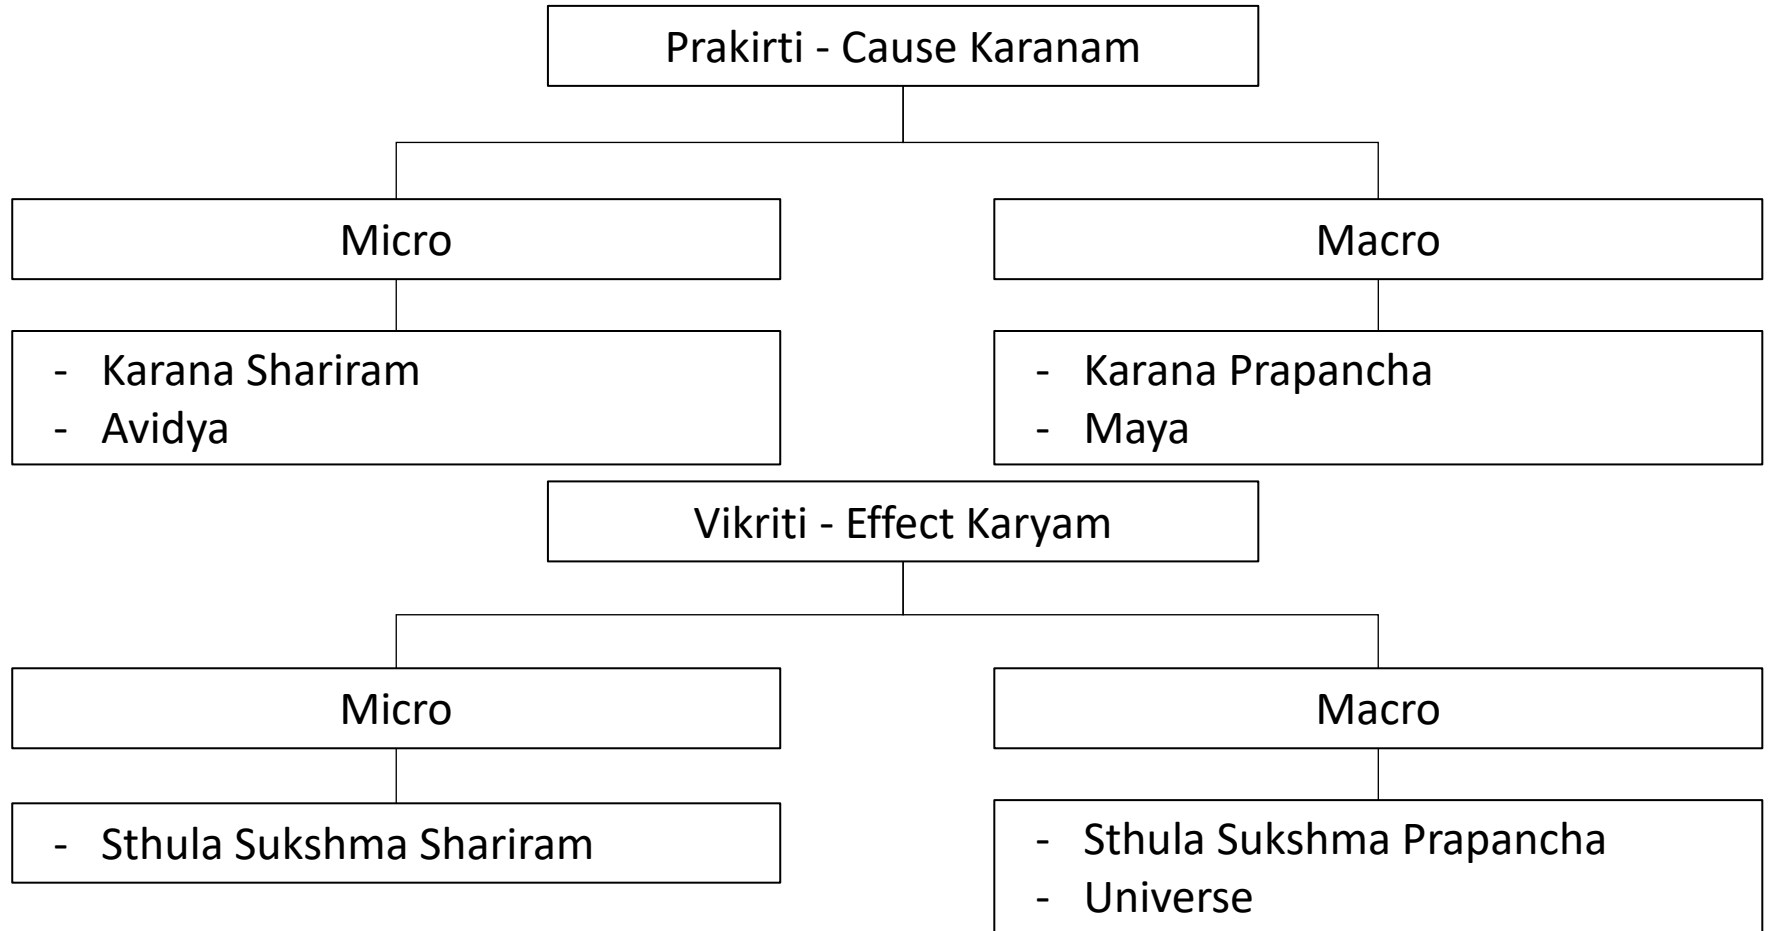 Prakirti - Cause Karanam
Micro
Macro
- Karana Shariram
- Avidya
- Karana Prapancha
- Maya
Vikriti - Effect Karyam
Micro
Macro
- Sthula Sukshma Shariram
- Sthula Sukshma Prapancha
- Universe